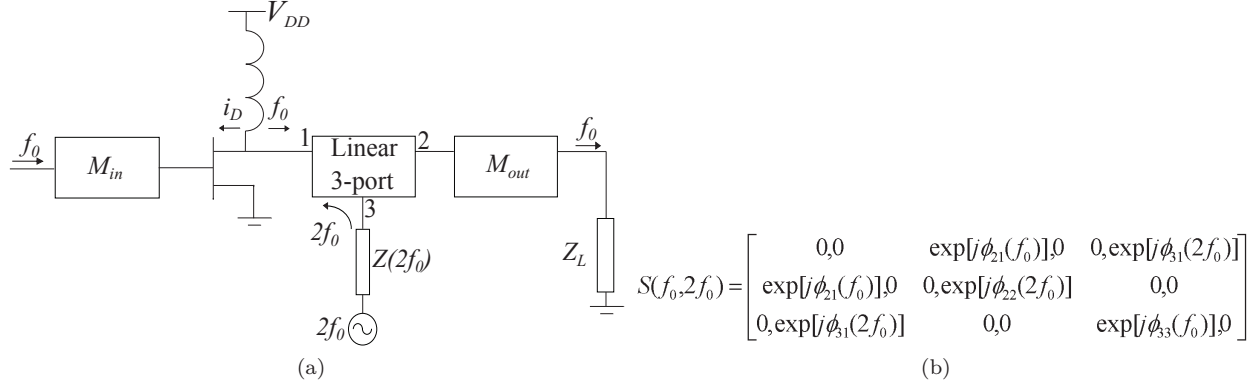 V_DD
i_D f_0
f_0
M_in
1
Linear
3-port
2
M_out
f_0
3
2f_0
Z(2f_0)
2f_0
Z_L
S(f_0,2f_0) = [ 0,0 exp[jϕ_21(f_0)],0 0,exp[jϕ_31(2f_0)]
exp[jϕ_21(f_0)],0 0,exp[jϕ_22(2f_0)] 0,0
0,exp[jϕ_31(2f_0)] 0,0 exp[jϕ_33(f_0)],0 ]
(a)
(b)